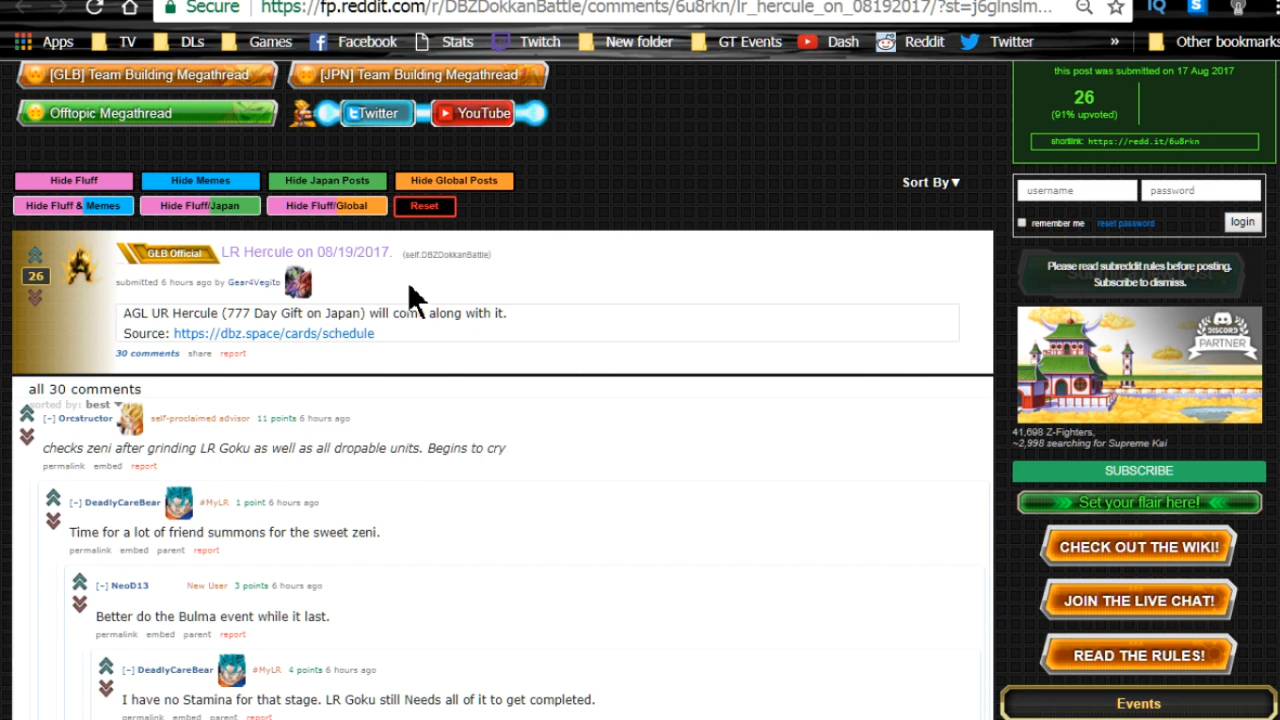 Secure https://fp.reddit.com/r/DBZDokkanBattle/comments/6u8rkn/lr_hercule_on_08192017/?st=j6glnslm...
Apps TV DLs Games Facebook Stats Twitch New folder GT Events Dash Reddit Twitter » Other bookmarks
[GLB] Team Building Megathread [JPN] Team Building Megathread
Offtopic Megathread Twitter YouTube
this post was submitted on 17 Aug 2017
26
(91% upvoted)
shortlink: https://redd.it/6u8rkn
Hide Fluff Hide Memes Hide Japan Posts Hide Global Posts
Hide Fluff & Memes Hide Fluff/Japan Hide Fluff/Global Reset
Sort By▼
username password
remember me reset password login
Please read subreddit rules before posting.
Subscribe to dismiss.
DISCORD
PARTNER
41,698 Z-Fighters,
~2,998 searching for Supreme Kai
SUBSCRIBE
Set your flair here!
CHECK OUT THE WIKI!
JOIN THE LIVE CHAT!
READ THE RULES!
Events
26
GLB Official LR Hercule on 08/19/2017. (self.DBZDokkanBattle)
submitted 6 hours ago by Gear4Vegito
AGL UR Hercule (777 Day Gift on Japan) will com along with it.
Source: https://dbz.space/cards/schedule
30 comments share report
all 30 comments
sorted by: best
[-] Orcstructor self-proclaimed advisor 11 points 6 hours ago
checks zeni after grinding LR Goku as well as all dropable units. Begins to cry
permalink embed report
[-] DeadlyCareBear #MyLR 1 point 6 hours ago
Time for a lot of friend summons for the sweet zeni.
permalink embed parent report
[-] NeoD13 New User 3 points 6 hours ago
Better do the Bulma event while it last.
permalink embed parent report
[-] DeadlyCareBear #MyLR 4 points 6 hours ago
I have no Stamina for that stage. LR Goku still Needs all of it to get completed.
permalink embed parent report